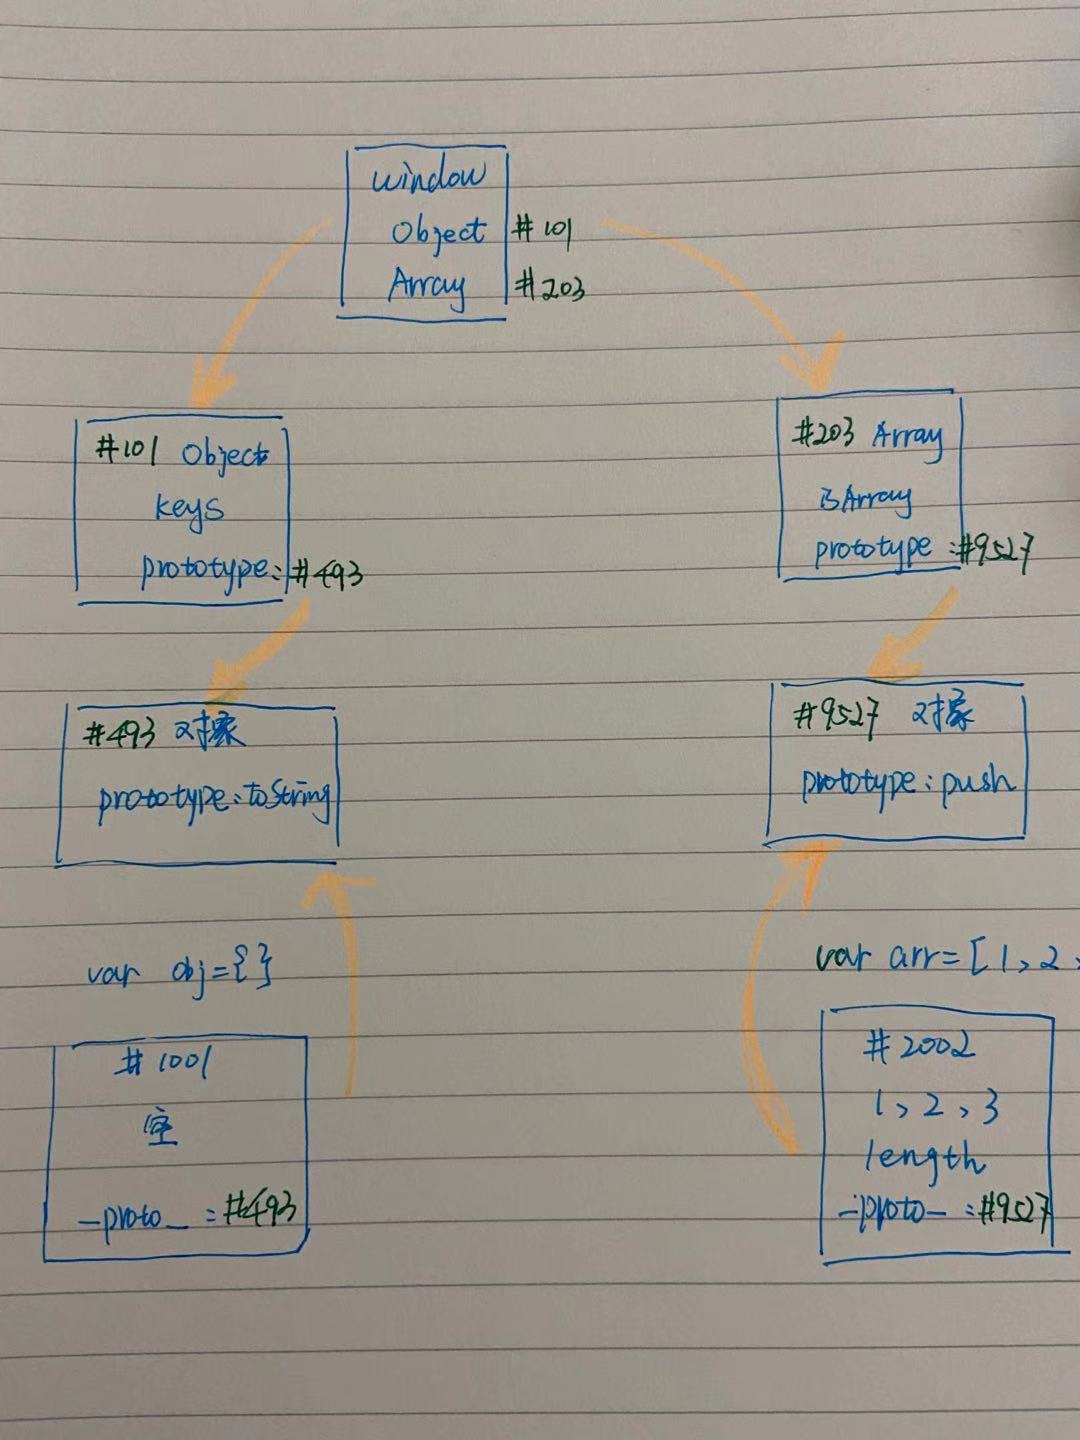 window
Object #101
Array #203
#101 Object
keys
prototype: #493
#203 Array
isArray
prototype: #9527
#493 对象
prototype: toString
#9527 对象
prototype: push
var obj={}
#1001
空
_proto_ = #493
var arr=[1,2,
#2002
1,2,3
length
_proto_ = #9527